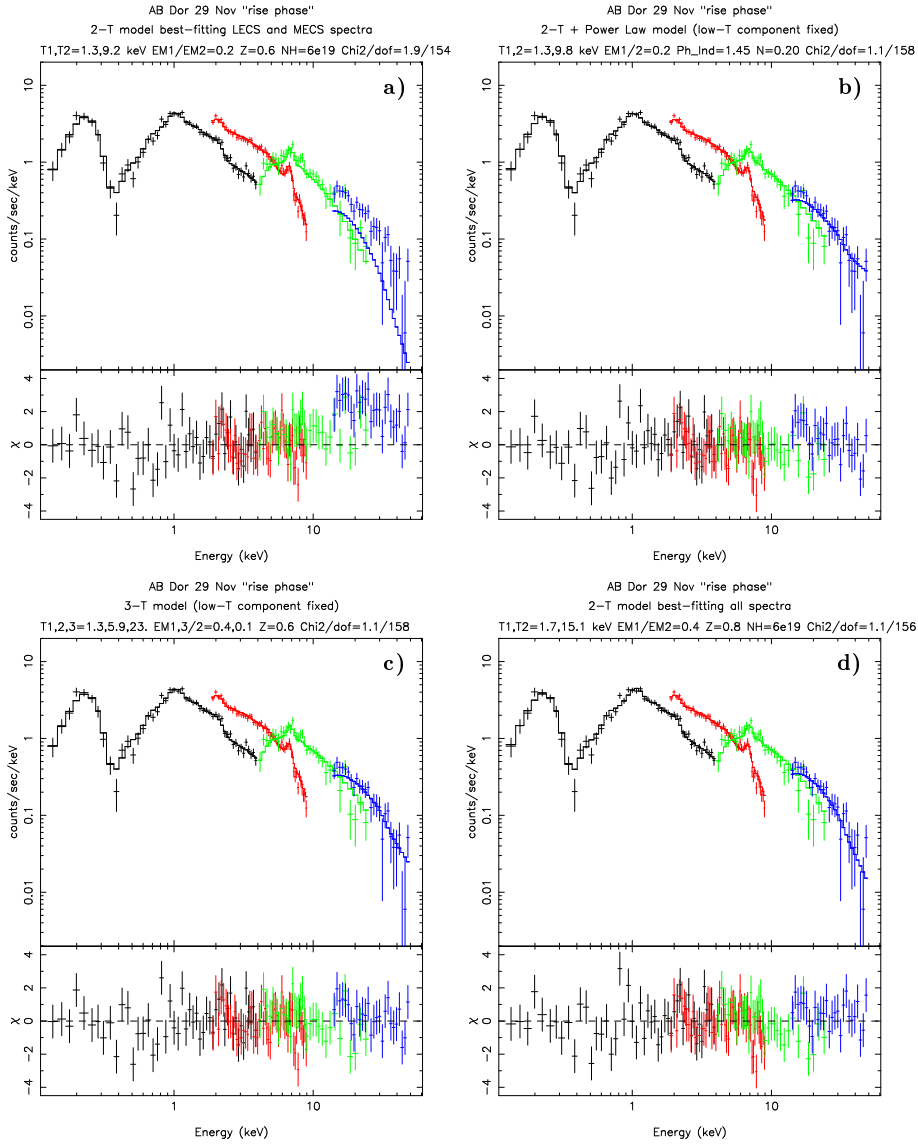 AB Dor 29 Nov "rise phase"
2-T model best-fitting LECS and MECS spectra
T1,T2=1.3,9.2 keV EM1/EM2=0.2 Z=0.6 NH=6e19 Chi2/dof=1.9/154
a)
10
1
0.1
0.01
counts/sec/keV
4
2
0
-2
-4
χ
1
10
Energy (keV)
AB Dor 29 Nov "rise phase"
2-T + Power Law model (low-T component fixed)
T1,2=1.3,9.8 keV EM1/2=0.2 Ph_Ind=1.45 N=0.20 Chi2/dof=1.1/158
b)
10
1
0.1
0.01
counts/sec/keV
4
2
0
-2
-4
χ
1
10
Energy (keV)
AB Dor 29 Nov "rise phase"
3-T model (low-T component fixed)
T1,2,3=1.3,5.9,23. EM1,3/2=0.4,0.1 Z=0.6 Chi2/dof=1.1/158
c)
10
1
0.1
0.01
counts/sec/keV
4
2
0
-2
-4
χ
1
10
Energy (keV)
AB Dor 29 Nov "rise phase"
2-T model best-fitting all spectra
T1,T2=1.7,15.1 keV EM1/EM2=0.4 Z=0.8 NH=6e19 Chi2/dof=1.1/156
d)
10
1
0.1
0.01
counts/sec/keV
4
2
0
-2
-4
χ
1
10
Energy (keV)